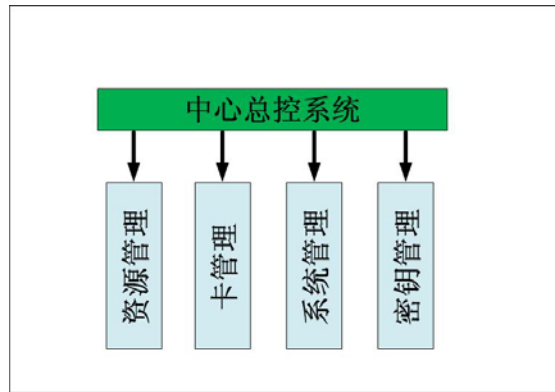 中心总控系统
资源管理
卡管理
系统管理
密钥管理